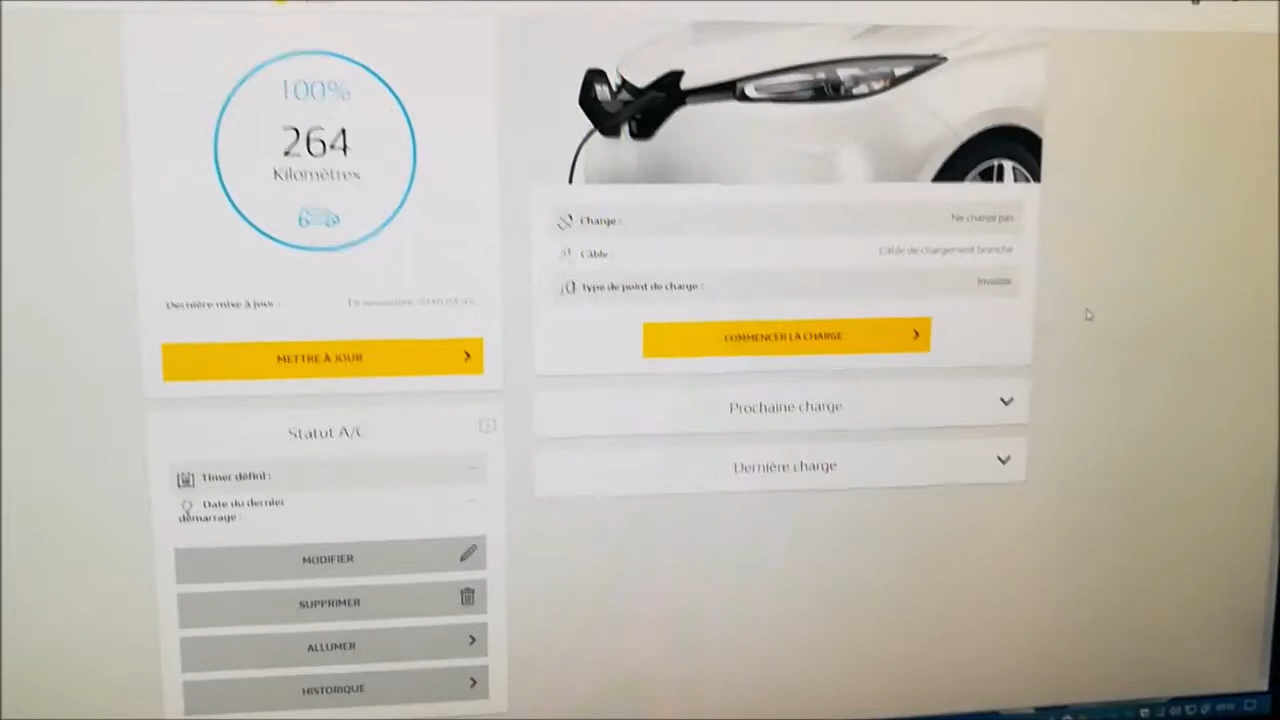 100%
264
Kilomètres
Dernière mise à jour :
METTRE À JOUR
Statut A/C
Timer défini :
Date du dernier
démarrage :
MODIFIER
SUPPRIMER
ALLUMER
HISTORIQUE
Charge :
Ne charge pas
Câble :
Câble de chargement branché
Type de point de charge :
Invalide
COMMENCER LA CHARGE
Prochaine charge
Dernière charge